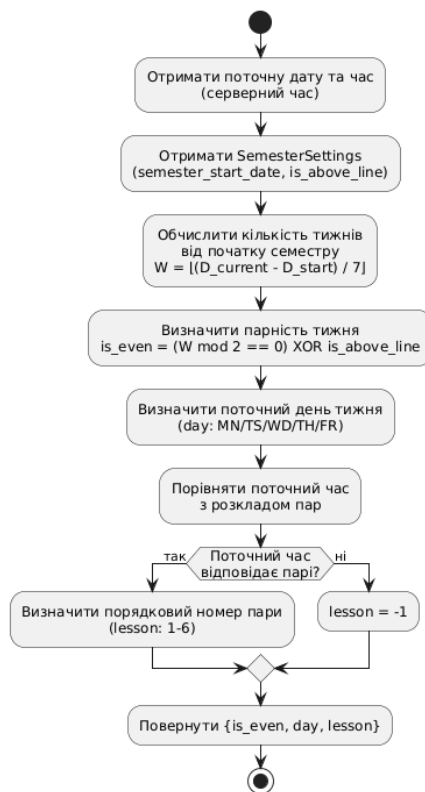 Отримати поточну дату та час
(серверний час)
Отримати SemesterSettings
(semester_start_date, is_above_line)
Обчислити кількість тижнів
від початку семестру
W = ⌊(D_current - D_start) / 7⌋
Визначити парність тижня
is_even = (W mod 2 == 0) XOR is_above_line
Визначити поточний день тижня
(day: MN/TS/WD/TH/FR)
Порівняти поточний час
з розкладом пар
Поточний час
відповідає парі?
так
ні
Визначити порядковий номер пари
(lesson: 1-6)
lesson = -1
Повернути {is_even, day, lesson}